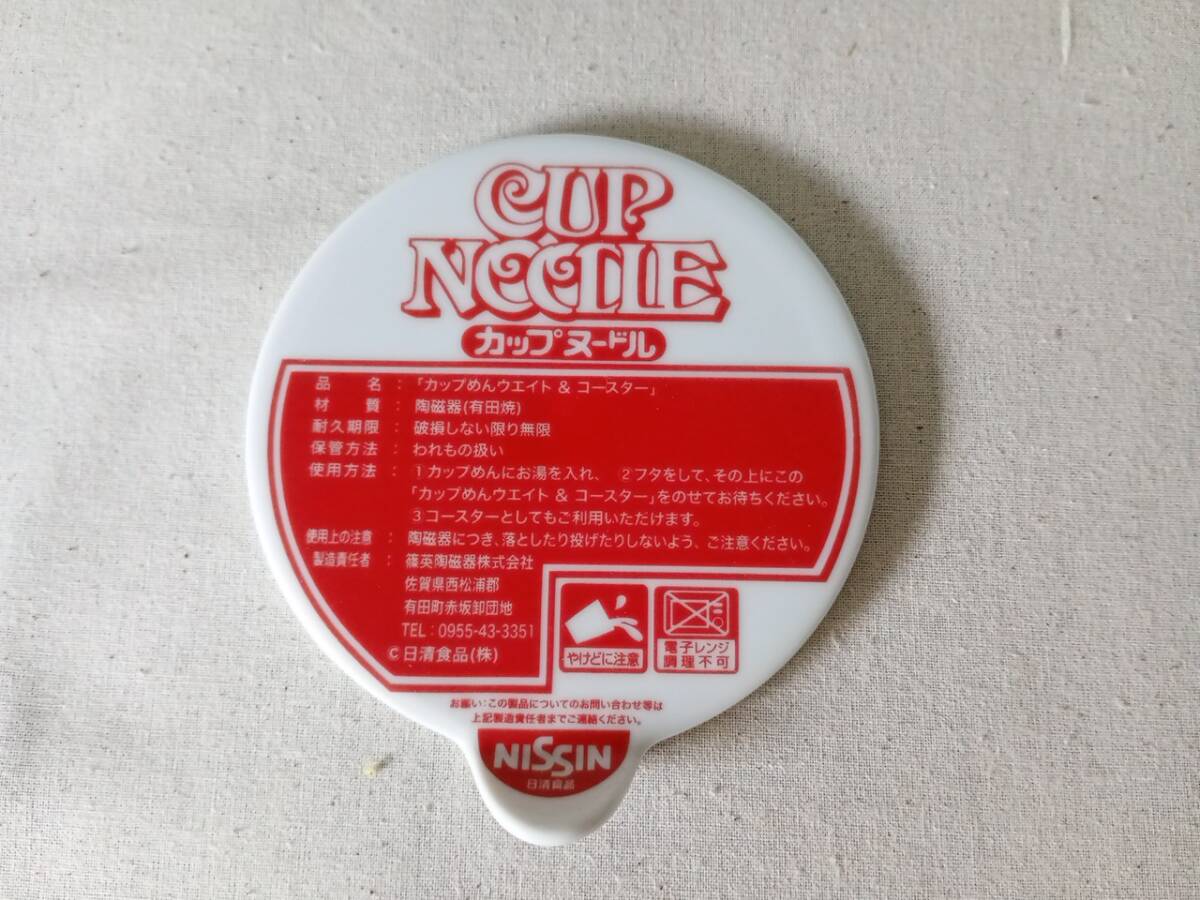 CUP
NOODLE
カップヌードル
品名：「カップめんウエイト & コースター」
材質：陶磁器(有田焼)
耐久期限：破損しない限り無限
保管方法：われもの扱い
使用方法：①カップめんにお湯を入れ、 ②フタをして、その上にこの
「カップめんウエイト & コースター」をのせてお待ちください。
③コースターとしてもご利用いただけます。
使用上の注意：陶磁器につき、落としたり投げたりしないよう、ご注意ください。
製造責任者：篠英陶磁器株式会社
佐賀県西松浦郡
有田町赤坂卸団地
TEL：0955-43-3351
©日清食品(株)
やけどに注意
電子レンジ
調理不可
お願い：この製品についてのお問い合わせ等は
上記製造責任者までご連絡ください。
NISSIN
日清食品